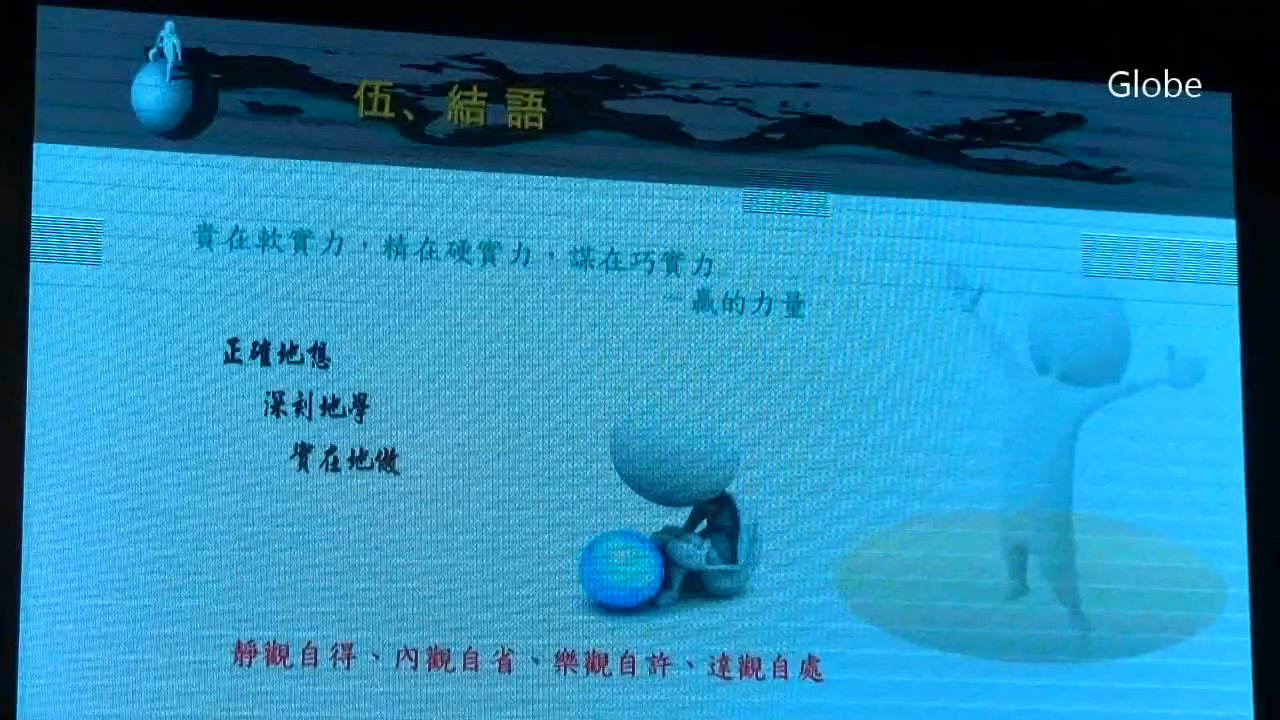 Globe
伍、結語
貴在軟實力，精在硬實力，謀在巧實力
－贏的力量
正確地想
深刻地學
實在地做
靜觀自得、內觀自省、樂觀自許、達觀自處